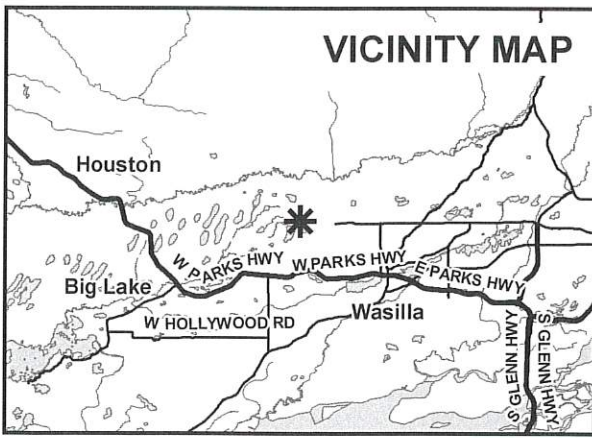 VICINITY MAP
Houston
W PARKS HWY
W PARKS HWY
E PARKS HWY
Big Lake
W HOLLYWOOD RD
Wasilla
S GLENN HWY
S GLENN HWY